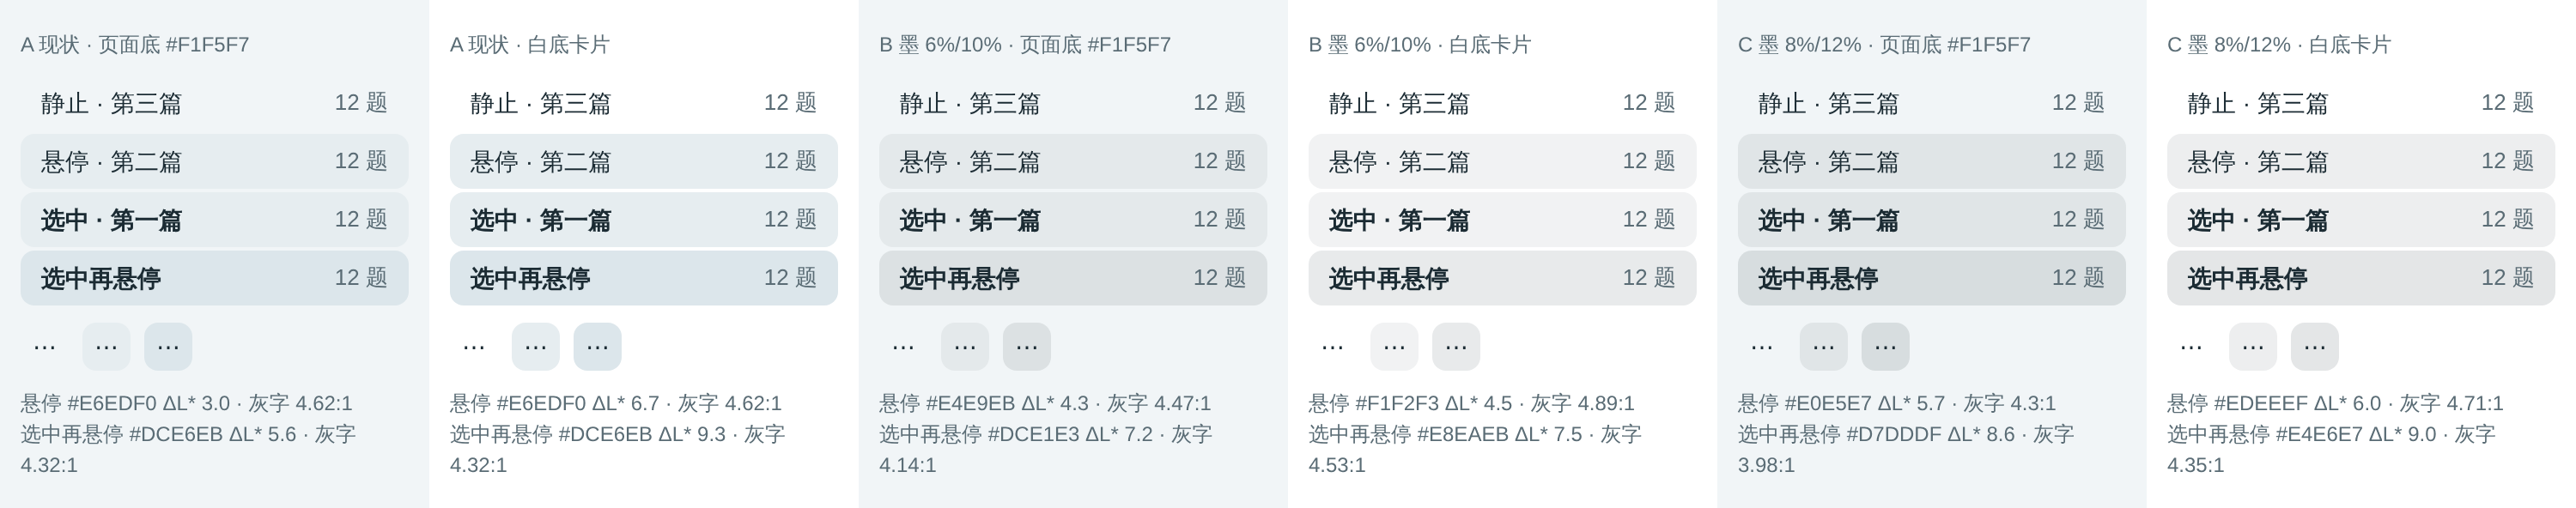 A 现状 · 页面底 #F1F5F7
静止 · 第三篇 12 题
悬停 · 第二篇 12 题
选中 · 第一篇 12 题
选中再悬停 12 题
… … …
悬停 #E6EDF0 ΔL* 3.0 · 灰字 4.62:1
选中再悬停 #DCE6EB ΔL* 5.6 · 灰字
4.32:1
A 现状 · 白底卡片
静止 · 第三篇 12 题
悬停 · 第二篇 12 题
选中 · 第一篇 12 题
选中再悬停 12 题
… … …
悬停 #E6EDF0 ΔL* 6.7 · 灰字 4.62:1
选中再悬停 #DCE6EB ΔL* 9.3 · 灰字
4.32:1
B 墨 6%/10% · 页面底 #F1F5F7
静止 · 第三篇 12 题
悬停 · 第二篇 12 题
选中 · 第一篇 12 题
选中再悬停 12 题
… … …
悬停 #E4E9EB ΔL* 4.3 · 灰字 4.47:1
选中再悬停 #DCE1E3 ΔL* 7.2 · 灰字
4.14:1
B 墨 6%/10% · 白底卡片
静止 · 第三篇 12 题
悬停 · 第二篇 12 题
选中 · 第一篇 12 题
选中再悬停 12 题
… … …
悬停 #F1F2F3 ΔL* 4.5 · 灰字 4.89:1
选中再悬停 #E8EAEB ΔL* 7.5 · 灰字
4.53:1
C 墨 8%/12% · 页面底 #F1F5F7
静止 · 第三篇 12 题
悬停 · 第二篇 12 题
选中 · 第一篇 12 题
选中再悬停 12 题
… … …
悬停 #E0E5E7 ΔL* 5.7 · 灰字 4.3:1
选中再悬停 #D7DDDF ΔL* 8.6 · 灰字
3.98:1
C 墨 8%/12% · 白底卡片
静止 · 第三篇 12 题
悬停 · 第二篇 12 题
选中 · 第一篇 12 题
选中再悬停 12 题
… … …
悬停 #EDEEEF ΔL* 6.0 · 灰字 4.71:1
选中再悬停 #E4E6E7 ΔL* 9.0 · 灰字
4.35:1